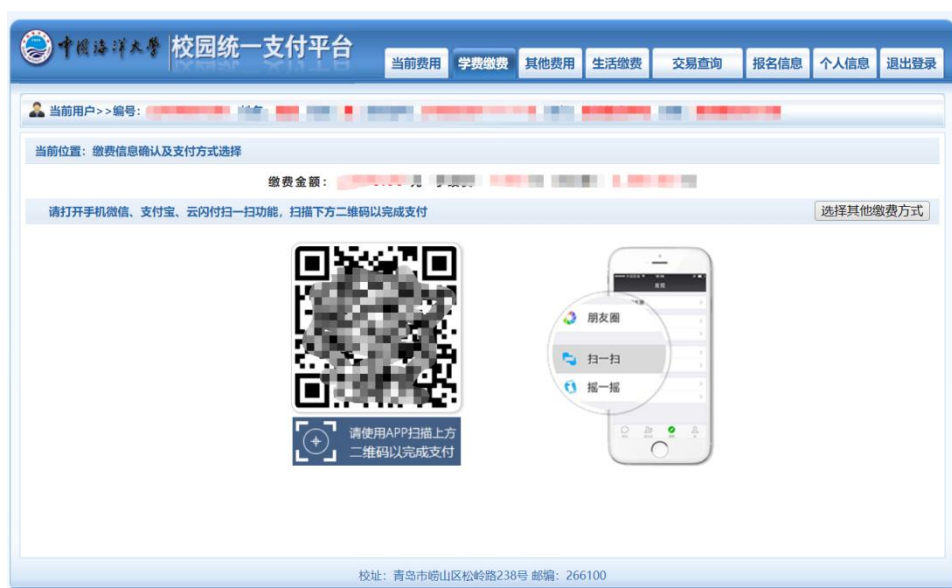 中国海洋大学 校园统一支付平台
当前费用 学费缴费 其他费用 生活缴费 交易查询 报名信息 个人信息 退出登录
当前用户>>编号:
当前位置：缴费信息确认及支付方式选择
缴费金额：
请打开手机微信、支付宝、云闪付扫一扫功能，扫描下方二维码以完成支付 选择其他缴费方式
朋友圈
扫一扫
摇一摇
请使用APP扫描上方
二维码以完成支付
校址：青岛市崂山区松岭路238号 邮编：266100